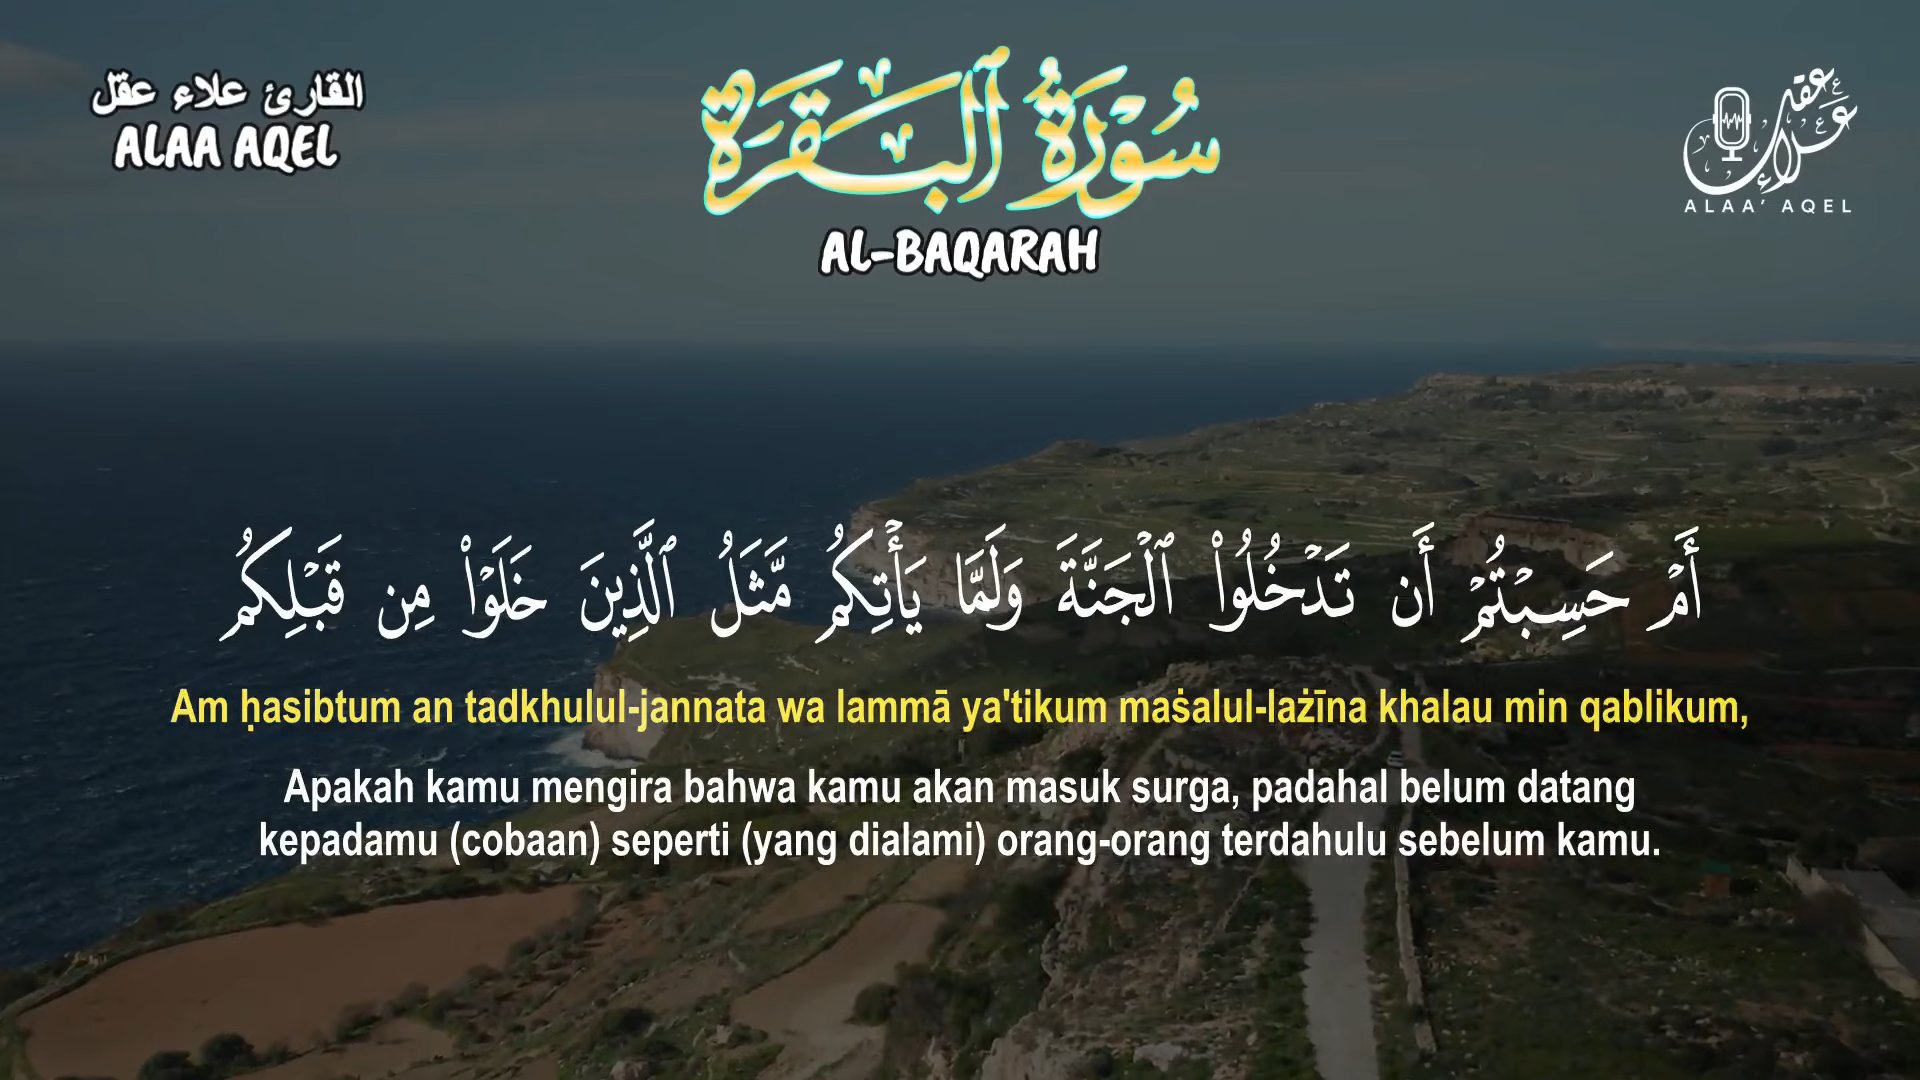 القارئ علاء عقل
ALAA AQEL
سُوْرَةُ ٱلْبَقَرَة
AL-BAQARAH
علاء عقل
ALAA' AQEL
أَمْ حَسِبْتُمْ أَن تَدْخُلُوا۟ ٱلْجَنَّةَ وَلَمَّا يَأْتِكُم مَّثَلُ ٱلَّذِينَ خَلَوْا۟ مِن قَبْلِكُم
Am ḥasibtum an tadkhulul-jannata wa lammā ya'tikum maṡalul-lażīna khalau min qablikum,
Apakah kamu mengira bahwa kamu akan masuk surga, padahal belum datang
kepadamu (cobaan) seperti (yang dialami) orang-orang terdahulu sebelum kamu.